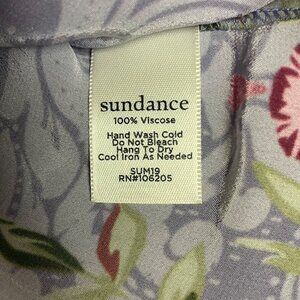 sundance
100% Viscose
Hand Wash Cold
Do Not Bleach
Hang To Dry
Cool Iron As Needed
SUM19
RN#106205